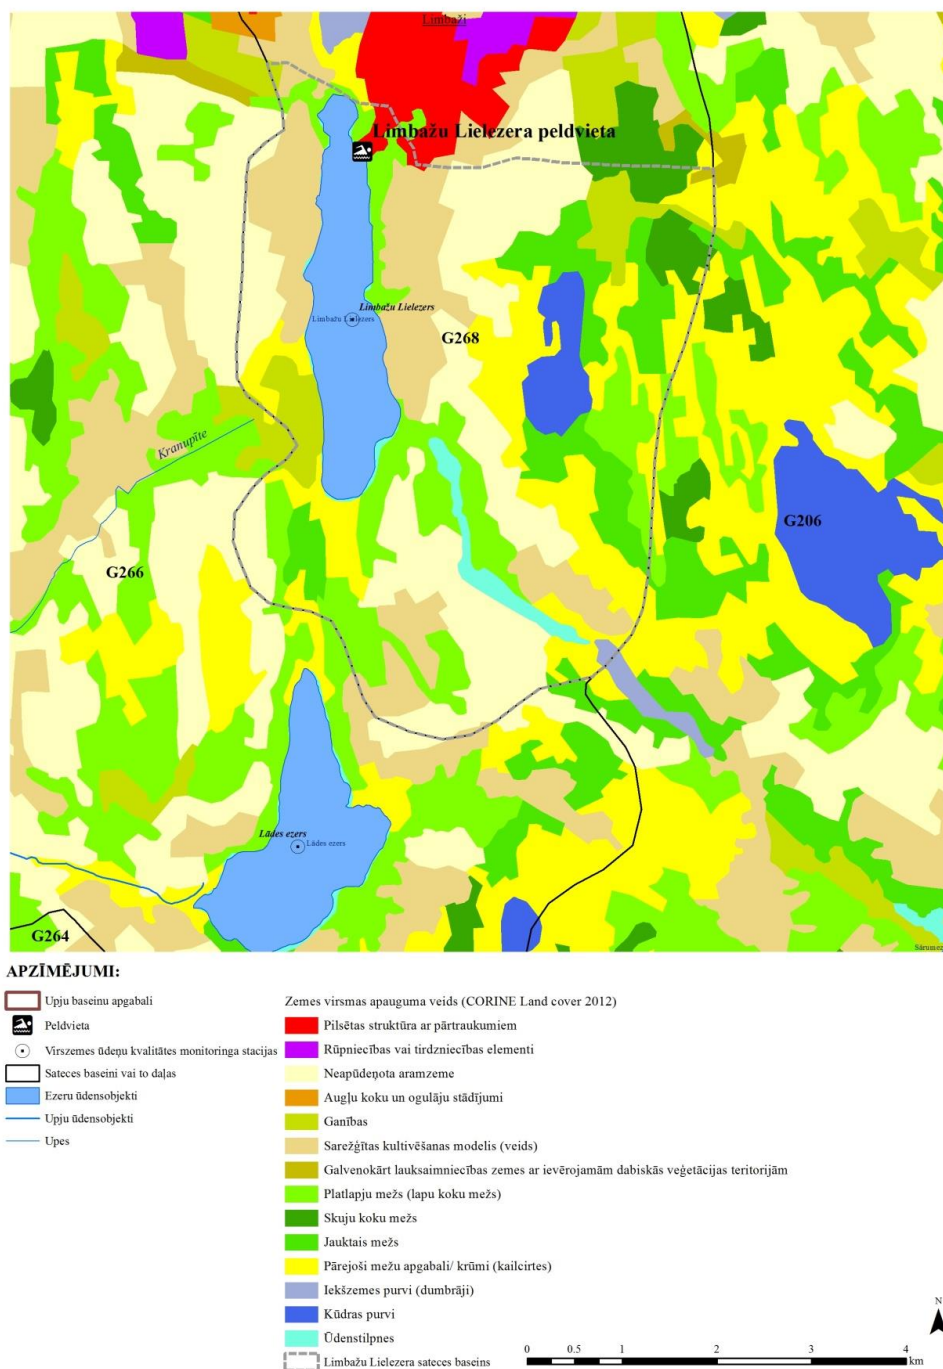 Limbaži
Limbažu Lielezera peldvieta
Limbažu Lielezers
Limbažu Lielezers
G268
Kranupīte
G206
G266
Lādes ezers
Lādes ezers
G264
APZĪMĒJUMI:
Upju baseinu apgabali
Peldvieta
Virszemes ūdeņu kvalitātes monitoringa stacijas
Sateces baseini vai to daļas
Ezeru ūdensobjekti
Upju ūdensobjekti
Upes
Zemes virsmas apauguma veids (CORINE Land cover 2012)
Pilsētas struktūra ar pārtraukumiem
Rūpniecības vai tirdzniecības elementi
Neapūdeņota aramzeme
Augļu koku un ogulāju stādījumi
Ganības
Sarežģītas kultivēšanas modelis (veids)
Galvenokārt lauksaimniecības zemes ar ievērojamām dabiskās veģetācijas teritorijām
Platlapju mežs (lapu koku mežs)
Skuju koku mežs
Jauktais mežs
Pārejoši mežu apgabali/ krūmi (kailcirtes)
Iekšzemes purvi (dumbrāji)
Kūdras purvi
Ūdenstilpnes
Limbažu Lielezera sateces baseins
0 0.5 1 2 3 4
km
N